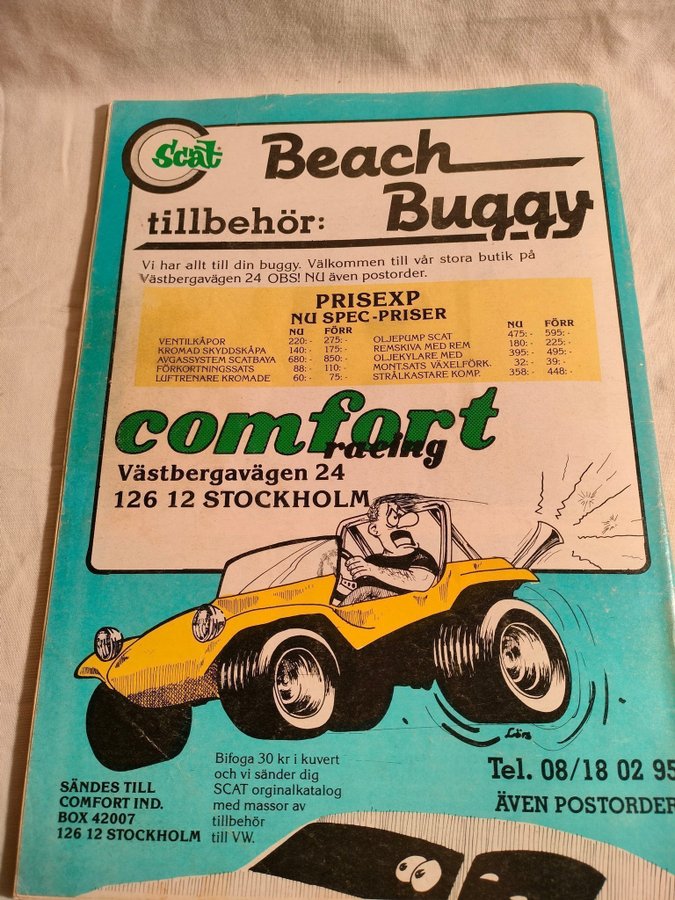 Scat
Beach
Buggy
tillbehör:
Vi har allt till din buggy. Välkommen till vår stora butik på
Västbergavägen 24 OBS! NU även postorder.
PRISEXP
NU SPEC-PRISER
NU FÖRR
VENTILKÅPOR 220:- 275:-
KROMAD SKYDDSKÅPA 140:- 175:-
AVGASSYSTEM SCATBAYA 680:- 850:-
FÖRKORTNINGSSATS 88: 110:-
LUFTRENARE KROMADE 60: 75:-
NU FÖRR
OLJEPUMP SCAT 475:- 595:-
REMSKIVA MED REM 180:- 225:-
OLJEKYLARE MED 395:- 495:-
MONT.SATS VÄXELFÖRK. 32:- 39:-
STRÅLKASTARE KOMP. 358:- 448:-
comfort
racing
Västbergavägen 24
126 12 STOCKHOLM
Lörs
SÄNDES TILL
COMFORT IND.
BOX 42007
126 12 STOCKHOLM
Bifoga 30 kr i kuvert
och vi sänder dig
SCAT orginalkatalog
med massor av
tillbehör
till VW.
Tel. 08/18 02 95
ÄVEN POSTORDER